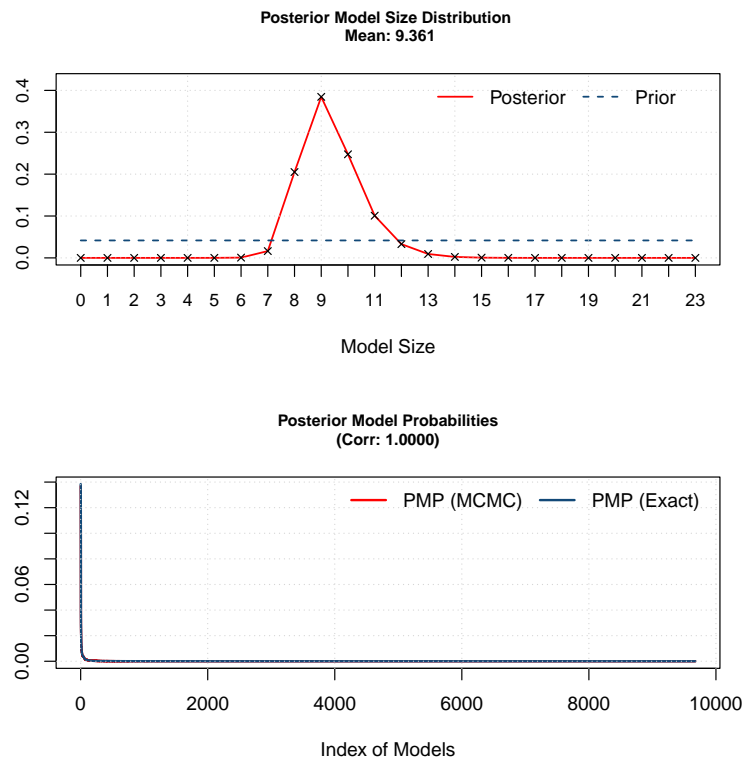 Posterior Model Size Distribution
Mean: 9.361
Posterior Prior
0.0 0.1 0.2 0.3 0.4
0 1 2 3 4 5 6 7 8 9 11 13 15 17 19 21 23
Model Size
Posterior Model Probabilities
(Corr: 1.0000)
PMP (MCMC) PMP (Exact)
0.00 0.06 0.12
0 2000 4000 6000 8000 10000
Index of Models